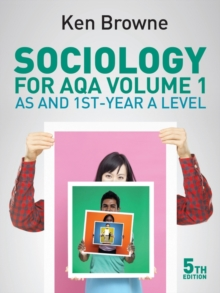 Ken Browne
SOCIOLOGY
FOR AQA VOLUME 1
AS AND 1ST-YEAR A LEVEL
5TH
EDITION